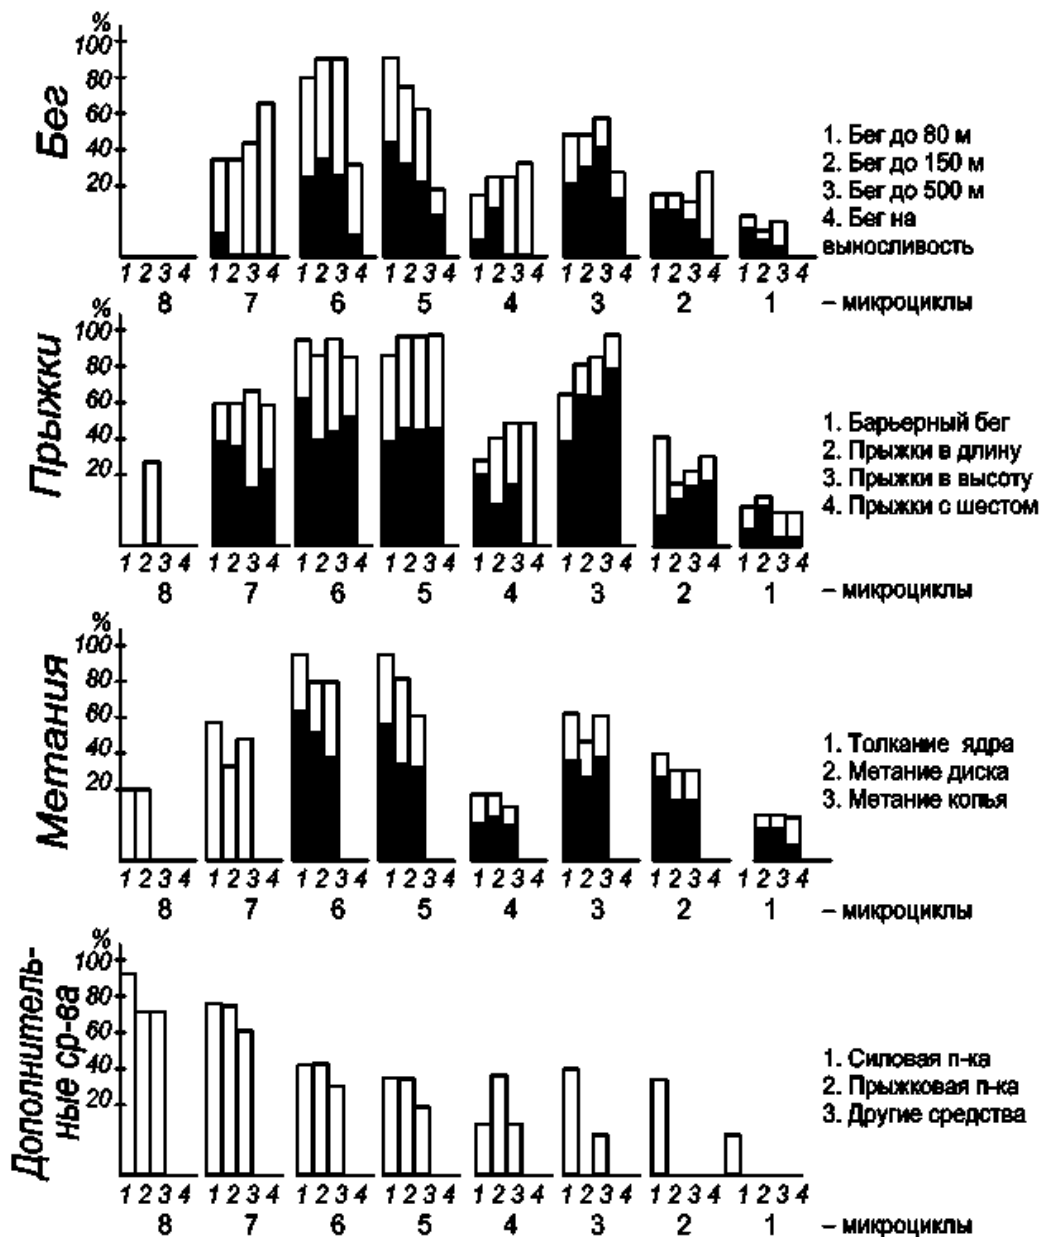 %
100
80
60
40
20
Бег
1. Бег до 80 м
2. Бег до 150 м
3. Бег до 500 м
4. Бег на
выносливость
1 2 3 4 1 2 3 4 1 2 3 4 1 2 3 4 1 2 3 4 1 2 3 4 1 2 3 4 1 2 3 4
8 7 6 5 4 3 2 1 – микроциклы
%
100
80
60
40
20
Прыжки
1. Барьерный бег
2. Прыжки в длину
3. Прыжки в высоту
4. Прыжки с шестом
1 2 3 4 1 2 3 4 1 2 3 4 1 2 3 4 1 2 3 4 1 2 3 4 1 2 3 4 1 2 3 4
8 7 6 5 4 3 2 1 – микроциклы
%
100
80
60
40
20
Метания
1. Толкание ядра
2. Метание диска
3. Метание копья
1 2 3 4 1 2 3 4 1 2 3 4 1 2 3 4 1 2 3 4 1 2 3 4 1 2 3 4 1 2 3 4
8 7 6 5 4 3 2 1 – микроциклы
%
100
80
60
40
20
Дополнитель-
ные ср-ва
1. Силовая п-ка
2. Прыжковая п-ка
3. Другие средства
1 2 3 4 1 2 3 4 1 2 3 4 1 2 3 4 1 2 3 4 1 2 3 4 1 2 3 4 1 2 3 4
8 7 6 5 4 3 2 1 – микроциклы